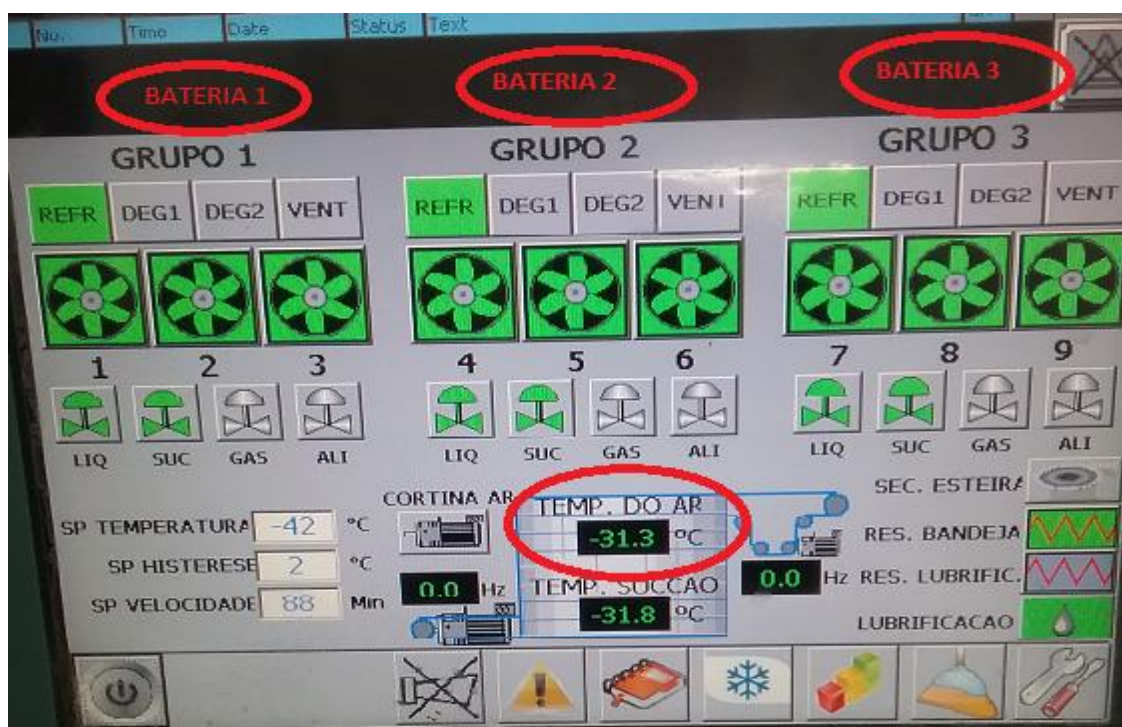 Nu. Time Date Status Text
BATERIA 1 BATERIA 2 BATERIA 3
GRUPO 1 GRUPO 2 GRUPO 3
REFR DEG1 DEG2 VENT REFR DEG1 DEG2 VENT REFR DEG1 DEG2 VENT
1 2 3 4 5 6 7 8 9
LIQ SUC GAS ALI LIQ SUC GAS ALI LIQ SUC GAS ALI
CORTINA AR TEMP. DO AR SEC. ESTEIRA
SP TEMPERATURA -42 °C -31.3 °C RES. BANDEJA
SP HISTERESE 2 °C 0.0 Hz TEMP. SUCCAO 0.0 Hz RES. LUBRIFIC.
SP VELOCIDADE 88 Min -31.8 °C LUBRIFICACAO